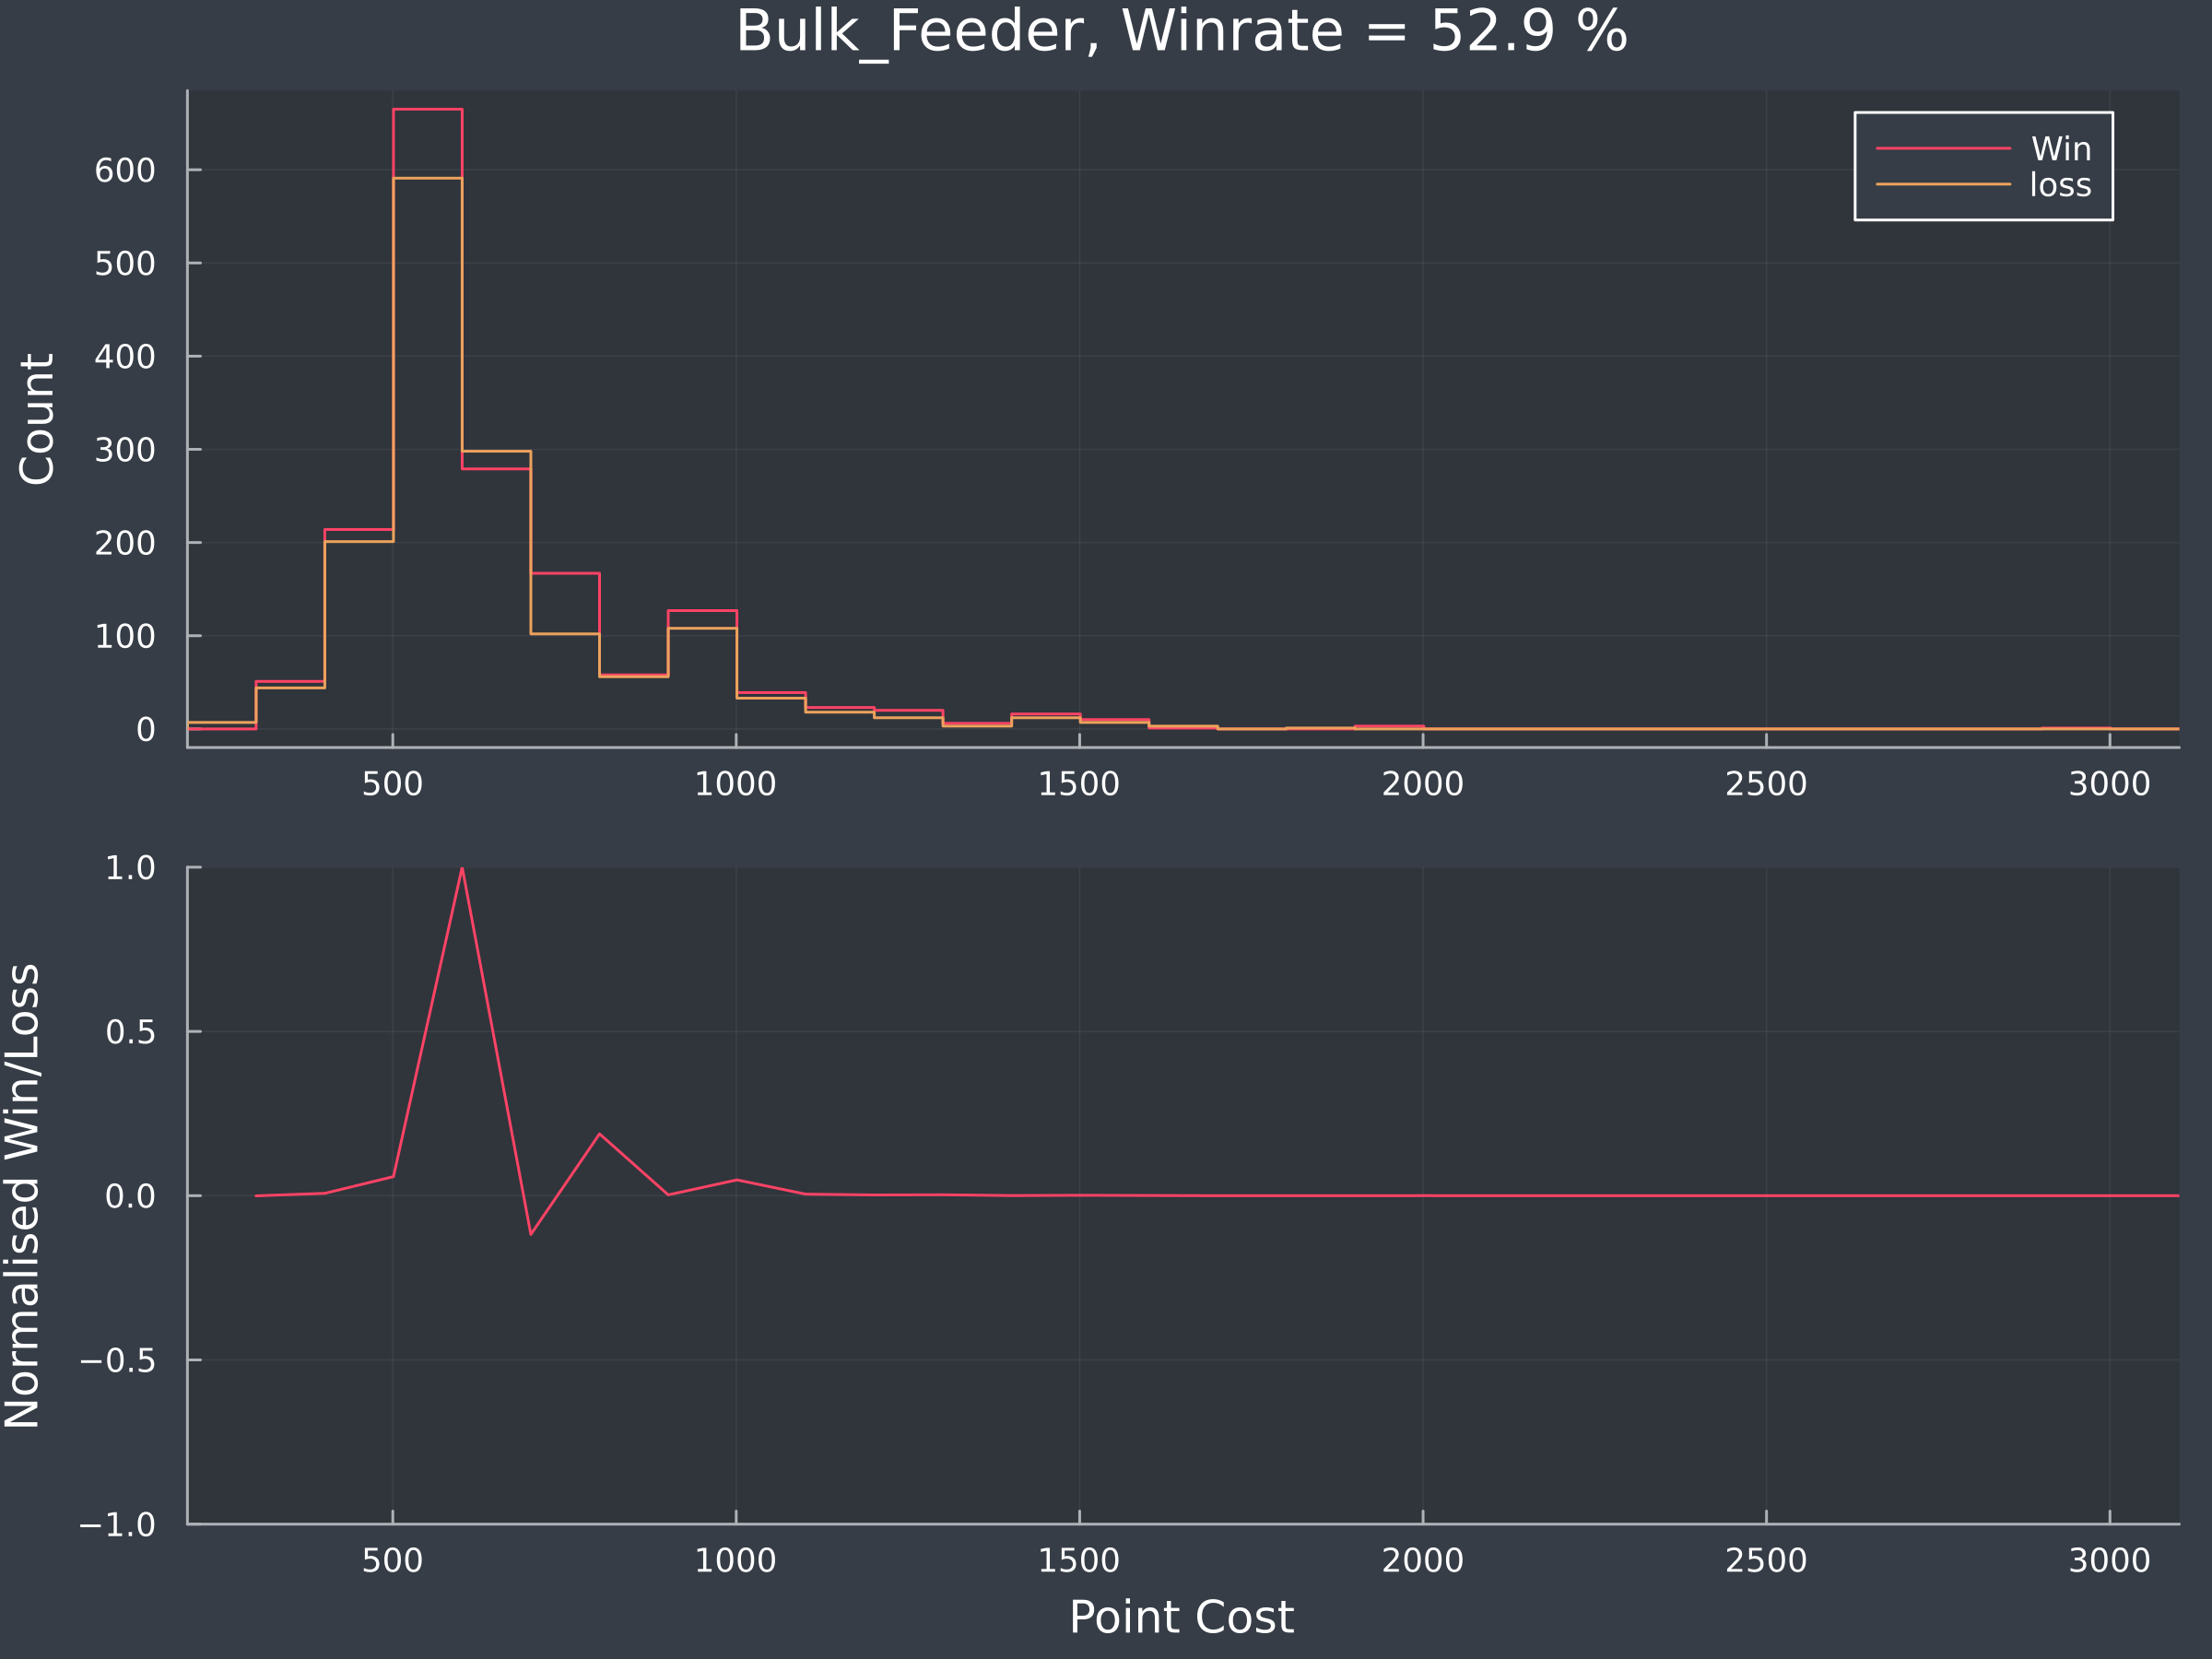 Bulk_Feeder, Winrate = 52.9 %
Win
loss
Count
600
500
400
300
200
100
0
500 1000 1500 2000 2500 3000
Normalised Win/Loss
1.0
0.5
0.0
−0.5
−1.0
500 1000 1500 2000 2500 3000
Point Cost